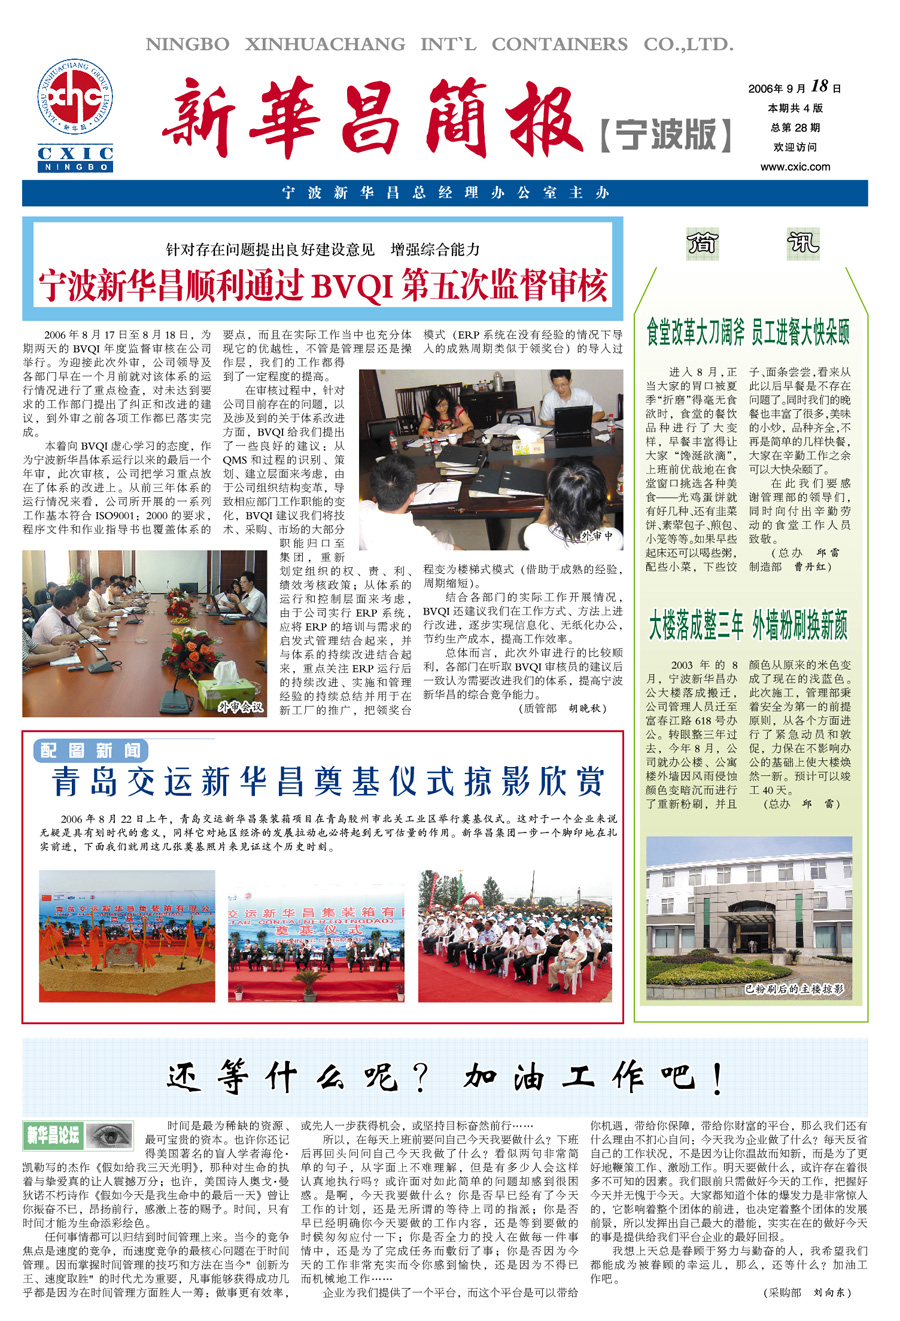 NINGBO XINHUACHANG INT`L CONTAINERS CO.,LTD.
CXIC
NINGBO
新華昌簡报
【宁波版】
2006年 9 月 18 日
本期共 4 版
总第 28 期
欢迎访问
www.cxic.com
宁波新华昌总经理办公室主办
针对存在问题提出良好建设意见 增强综合能力
宁波新华昌顺利通过 BVQI 第五次监督审核
2006 年 8 月 17 日至 8 月 18 日，为
期两天的 BVQI 年度监督审核在公司
举行。为迎接此次外审，公司领导及
各部门早在一个月前就对该体系的运
行情况进行了重点检查，对未达到要
求的工作部门提出了纠正和改进的建
议，到外审之前各项工作都已落实完
成。
本着向 BVQI 虚心学习的态度，作
为宁波新华昌体系运行以来的最后一个
年审，此次审核，公司把学习重点放
在了体系的改进上。从前三年体系的
运行情况来看，公司所开展的一系列
工作基本符合 ISO9001；2000 的要求，
程序文件和作业指导书也覆盖体系的
外审会议
要点，而且在实际工作当中也充分体
现它的优越性，不管是管理层还是操
作层，我们的工作都得
到了一定程度的提高。
在审核过程中，针对
公司目前存在的问题，以
及涉及到的关于体系改进
方面，BVQI 给我们提出
了一些良好的建议：从
QMS 和过程的识别、策
划、建立层面来考虑，由
于公司组织结构变革，导
致相应部门工作职能的变
化，BVQI 建议我们将技
术、采购、市场的大部分
职能归口至
集团，重新
划定组织的权、责、利、
绩效考核政策；从体系的
运行和控制层面来考虑，
由于公司实行 ERP 系统，
应将 ERP 的培训与需求的
启发式管理结合起来，并
与体系的持续改进结合起
来，重点关注 ERP 运行后
的持续改进、实施和管理
经验的持续总结并用于在
新工厂的推广，把领奖台
模式（ERP 系统在没有经验的情况下导
入的成熟周期类似于领奖台）的导入过
外审中
程变为楼梯式模式（借助于成熟的经验，
周期缩短）。
结合各部门的实际工作开展情况，
BVQI 还建议我们在工作方式、方法上进
行改进，逐步实现信息化、无纸化办公，
节约生产成本，提高工作效率。
总体而言，此次外审进行的比较顺
利，各部门在听取 BVQI 审核员的建议后
一致认为需要改进我们的体系，提高宁波
新华昌的综合竞争能力。
（质管部 胡晚秋）
简 讯
食堂改革大刀阔斧 员工进餐大快朵颐
进入 8 月，正
当大家的胃口被夏
季“折磨”得毫无食
欲时，食堂的餐饮
品种进行了大变
样，早餐丰富得让
大家“馋涎欲滴”，
上班前优哉地在食
堂窗口挑选各种美
食——光鸡蛋饼就
有好几种、还有韭菜
饼、素荤包子、煎包、
小笼等等。如果早些
起床还可以喝些粥，
配些小菜，下些饺
子、面条尝尝，看来从
此以后早餐是不存在
问题了。同时我们的晚
餐也丰富了很多，美味
的小炒，品种齐全，不
再是简单的几样快餐，
大家在辛勤工作之余
可以大快朵颐了。
在此我们要感
谢管理部的领导们，
同时向付出辛勤劳
动的食堂工作人员
致敬。
（总办 邱 雷
制造部 曹丹红）
大楼落成整三年 外墙粉刷换新颜
2003 年的 8
月，宁波新华昌办
公大楼落成搬迁，
公司管理人员迁至
富春江路 618 号办
公。转眼整三年过
去，今年 8 月，公
司就办公楼、公寓
楼外墙因风雨侵蚀
颜色变暗沉而进行
了重新粉刷，并且
颜色从原来的米色变
成了现在的浅蓝色。
此次施工，管理部秉
着安全为第一的前提
原则，从各个方面进
行了紧急动员和敦
促，力保在不影响办
公的基础上使大楼焕
然一新。预计可以竣
工 40 天。
（总办 邱 雷）
已粉刷后的主楼掠影
配图新闻
青岛交运新华昌奠基仪式掠影欣赏
2006 年 8 月 22 日上午，青岛交运新华昌集装箱项目在青岛胶州市北关工业区举行奠基仪式。这对于一个企业来说
无疑是具有划时代的意义，同样它对地区经济的发展拉动也必将起到无可估量的作用。新华昌集团一步一个脚印地在扎
实前进，下面我们就用这几张奠基照片来见证这个历史时刻。
青岛交运新华昌集装箱有限公
交运新华昌集装箱有
奠基仪式
还等什么呢？加油工作吧！
新华昌论坛
时间是最为稀缺的资源、
最可宝贵的资本。也许你还记
得美国著名的盲人学者海伦·
凯勒写的杰作《假如给我三天光明》，那种对生命的执
着与挚爱真的让人震撼万分；也许，美国诗人奥戈·曼
狄诺不朽诗作《假如今天是我生命中的最后一天》曾让
你振奋不已，昂扬前行，感激上苍的赐予。时间，只有
时间才能为生命添彩绘色。
任何事情都可以归结到时间管理上来。当今的竞争
焦点是速度的竞争，而速度竞争的最核心问题在于时间
管理。因而掌握时间管理的技巧和方法在当今“创新为
王、速度取胜”的时代尤为重要，凡事能够获得成功几
乎都是因为在时间管理方面胜人一筹：做事更有效率，
或先人一步获得机会，或坚持目标奋然前行……
所以，在每天上班前要问自己今天我要做什么？下班
后再回头问问自己今天我做了什么？看似两句非常简
单的句子，从字面上不难理解，但是有多少人会这样
认真地执行吗？或许面对如此简单的问题却感到很困
惑。是啊，今天我要做什么？你是否早已经有了今天
工作的计划，还是无所谓的等待上司的指派；你是否
早已经明确你今天要做的工作内容，还是等到要做的
时候匆匆应付一下；你是否全力的投入在做每一件事
情中，还是为了完成任务而敷衍了事；你是否因为今
天的工作非常充实而令你感到愉快，还是因为不得已
而机械地工作……
企业为我们提供了一个平台，而这个平台是可以带给
你机遇，带给你保障，带给你财富的平台，那么我们还有
什么理由不扪心自问：今天我为企业做了什么？每天反省
自己的工作状况，不是因为让你温故而知新，而是为了更
好地鞭策工作、激励工作。明天要做什么，或许存在着很
多不可知的因素。我们眼前只需做好今天的工作，把握好
今天并无愧于今天。大家都知道个体的爆发力是非常惊人
的，它影响着整个团体的前进，也决定着整个团体的发展
前景，所以发挥出自己最大的潜能，实实在在的做好今天
的事是提供给我们平台企业的最好回报。
我想上天总是眷顾于努力与勤奋的人，我希望我们
都能成为被眷顾的幸运儿，那么，还等什么？加油工
作吧。
（采购部 刘向东）